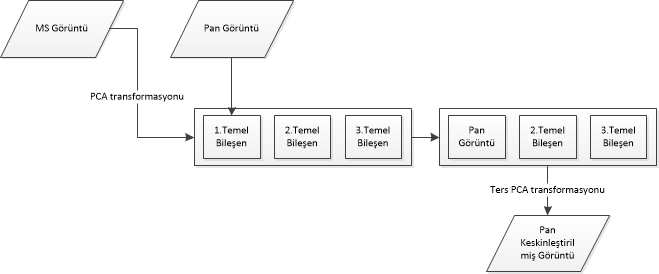 MS Görüntü
Pan Görüntü
PCA transformasyonu
1.Temel
Bileşen
2.Temel
Bileşen
3.Temel
Bileşen
Pan
Görüntü
2.Temel
Bileşen
3.Temel
Bileşen
Ters PCA transformasyonu
Pan
Keskinleştiril
miş Görüntü